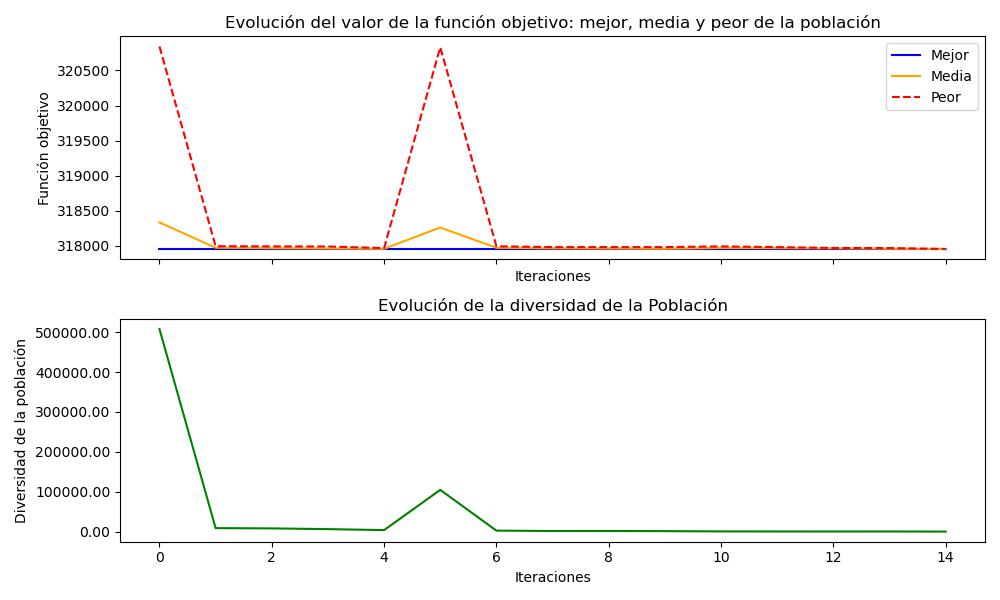 Evolución del valor de la función objetivo: mejor, media y peor de la población
Función objetivo
320500
320000
319500
319000
318500
318000
Mejor
Media
Peor
Iteraciones
Evolución de la diversidad de la Población
Diversidad de la población
500000.00
400000.00
300000.00
200000.00
100000.00
0.00
0 2 4 6 8 10 12 14
Iteraciones